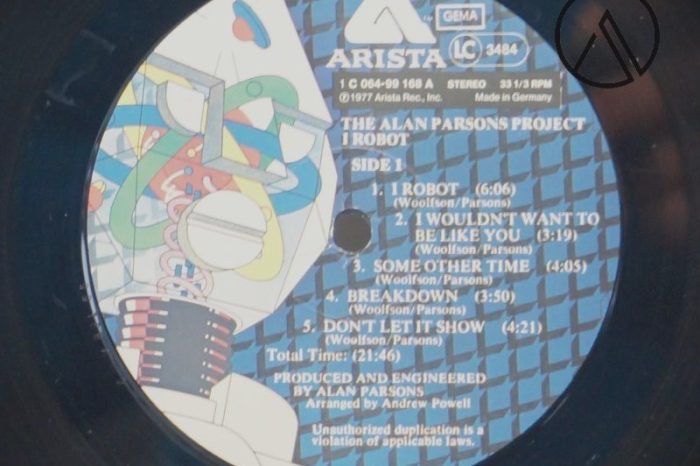 ™ GEMA
ARISTA LC 3484
1 C 064-99 168 A STEREO 33 1/3 RPM
℗1977 Arista Rec., Inc. Made in Germany
THE ALAN PARSONS PROJECT
I ROBOT
SIDE 1
1. I ROBOT (6:06)
(Woolfson/Parsons)
2. I WOULDN'T WANT TO
BE LIKE YOU (3:19)
(Woolfson/Parsons)
3. SOME OTHER TIME (4:05)
(Woolfson/Parsons)
4. BREAKDOWN (3:50)
(Woolfson/Parsons)
5. DON'T LET IT SHOW (4:21)
(Woolfson/Parsons)
Total Time: (21:46)
PRODUCED AND ENGINEERED
BY ALAN PARSONS
Arranged by Andrew Powell
Unauthorized duplication is a
violation of applicable laws.